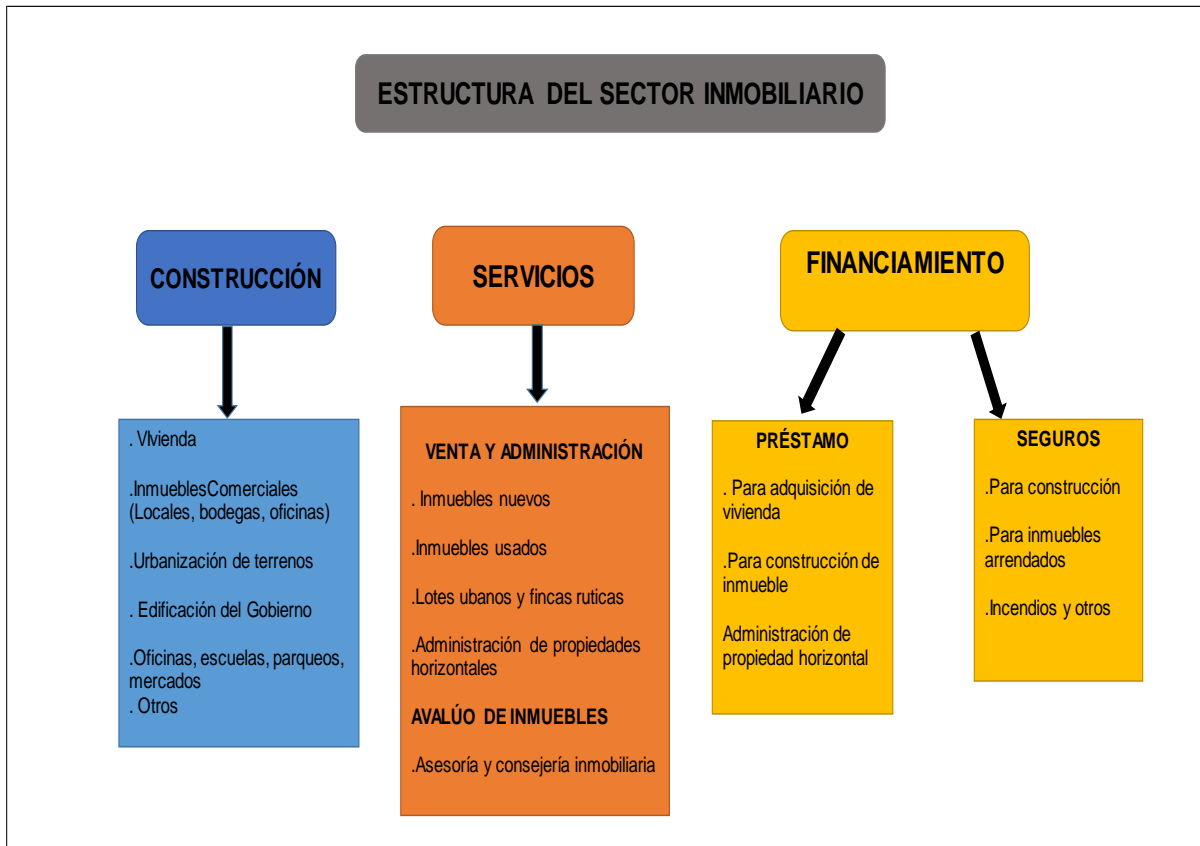 ESTRUCTURA DEL SECTOR INMOBILIARIO
CONSTRUCCIÓN
. VIvienda
.InmueblesComerciales
(Locales, bodegas, oficinas)
.Urbanización de terrenos
. Edificación del Gobierno
.Oficinas, escuelas, parqueos,
mercados
. Otros
SERVICIOS
VENTA Y ADMINISTRACIÓN
. Inmuebles nuevos
.Inmuebles usados
.Lotes ubanos y fincas ruticas
.Administración de propiedades
horizontales
AVALÚO DE INMUEBLES
.Asesoría y consejería inmobiliaria
FINANCIAMIENTO
PRÉSTAMO
. Para adquisición de
vivienda
.Para construcción de
inmueble
Administración de
propiedad horizontal
SEGUROS
.Para construcción
.Para inmuebles
arrendados
.Incendios y otros